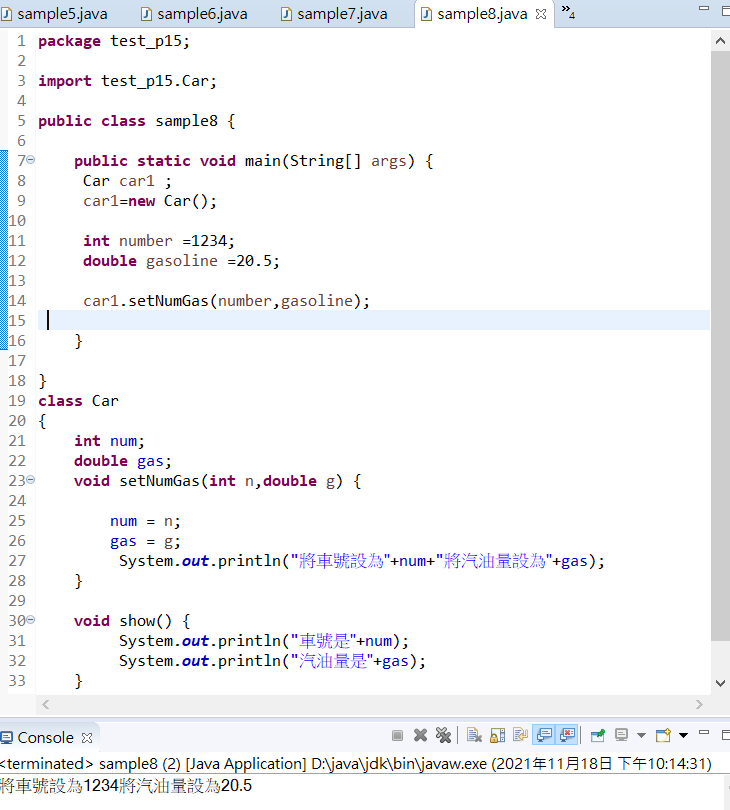 sample5.java sample6.java sample7.java sample8.java »4
1 package test_p15;
2
3 import test_p15.Car;
4
5 public class sample8 {
6
7 public static void main(String[] args) {
8 Car car1 ;
9 car1=new Car();
10
11 int number =1234;
12 double gasoline =20.5;
13
14 car1.setNumGas(number,gasoline);
15
16 }
17
18 }
19 class Car
20 {
21 int num;
22 double gas;
23 void setNumGas(int n,double g) {
24
25 num = n;
26 gas = g;
27 System.out.println("將車號設為"+num+"將汽油量設為"+gas);
28 }
29
30 void show() {
31 System.out.println("車號是"+num);
32 System.out.println("汽油量是"+gas);
33 }
Console
<terminated> sample8 (2) [Java Application] D:\java\jdk\bin\javaw.exe (2021年11月18日 下午10:14:31)
將車號設為1234將汽油量設為20.5